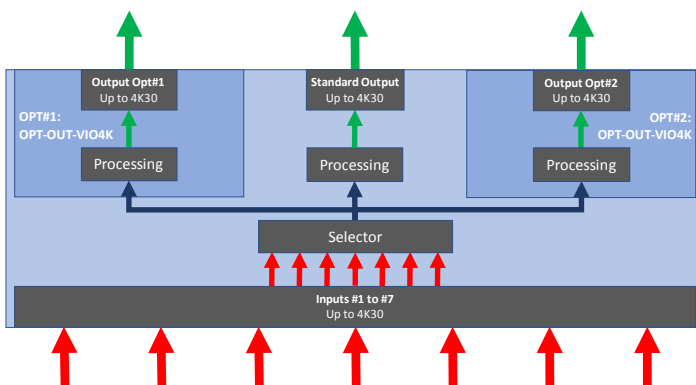 Output Opt#1
Up to 4K30
Standard Output
Up to 4K30
Output Opt#2
Up to 4K30
OPT#1:
OPT-OUT-VIO4K
OPT#2:
OPT-OUT-VIO4K
Processing
Processing
Processing
Selector
Inputs #1 to #7
Up to 4K30